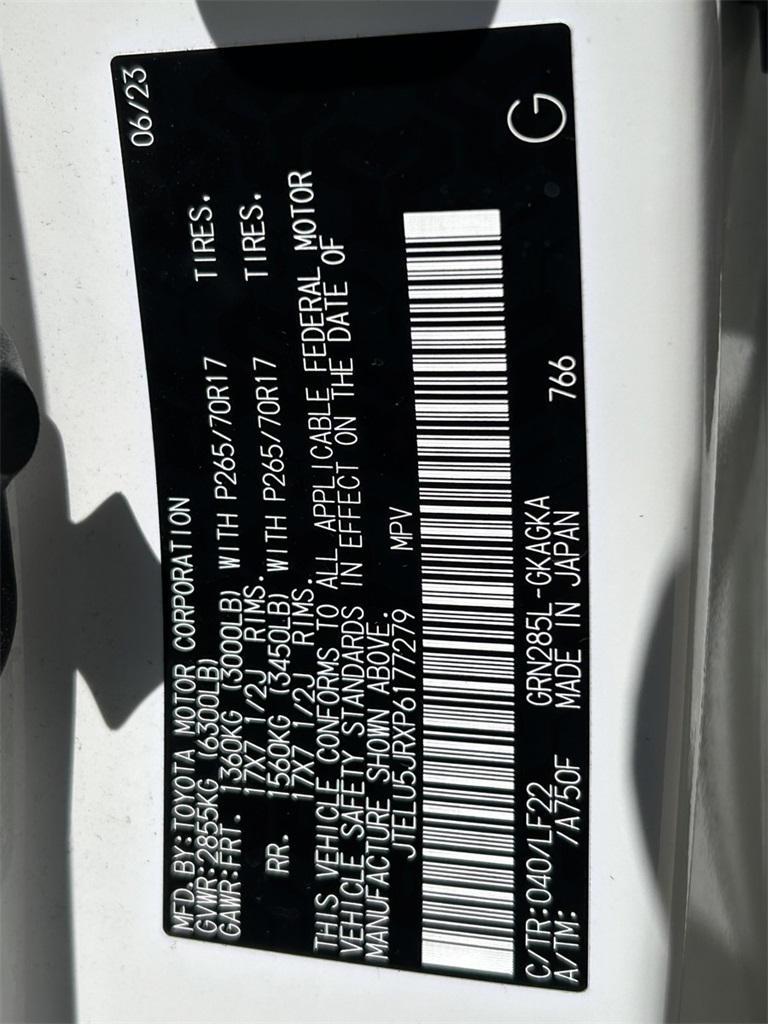 MFD. BY: TOYOTA MOTOR CORPORATION 06/23
GVWR: 2855KG (6300LB)
GAWR: FRT. 1360KG (3000LB) WITH P265/70R17 TIRES.
17X7 1/2J RIMS.
RR. 1560KG (3450LB) WITH P265/70R17 TIRES.
17X7 1/2J RIMS.
THIS VEHICLE CONFORMS TO ALL APPLICABLE FEDERAL MOTOR
VEHICLE SAFETY STANDARDS IN EFFECT ON THE DATE OF
MANUFACTURE SHOWN ABOVE.
JTELU5JRXP6177279 MPV
C/TR: 040/LF22 GRN285L-GKAGKA 766 G
A/TM: /A750F MADE IN JAPAN